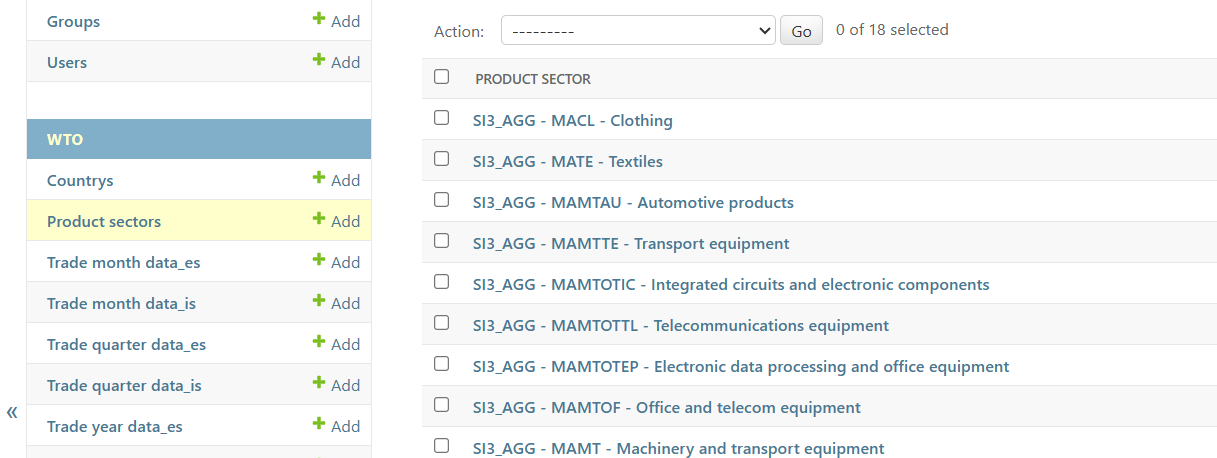 Groups
Add
Users
Add
WTO
Countrys
Add
Product sectors
Add
Trade month data_es
Add
Trade month data_is
Add
Trade quarter data_es
Add
Trade quarter data_is
Add
«
Trade year data_es
Add
Action:
---------
Go
0 of 18 selected
PRODUCT SECTOR
SI3_AGG - MACL - Clothing
SI3_AGG - MATE - Textiles
SI3_AGG - MAMTAU - Automotive products
SI3_AGG - MAMTTE - Transport equipment
SI3_AGG - MAMTOTIC - Integrated circuits and electronic components
SI3_AGG - MAMTOTTL - Telecommunications equipment
SI3_AGG - MAMTOTEP - Electronic data processing and office equipment
SI3_AGG - MAMTOF - Office and telecom equipment
SI3_AGG - MAMT - Machinery and transport equipment